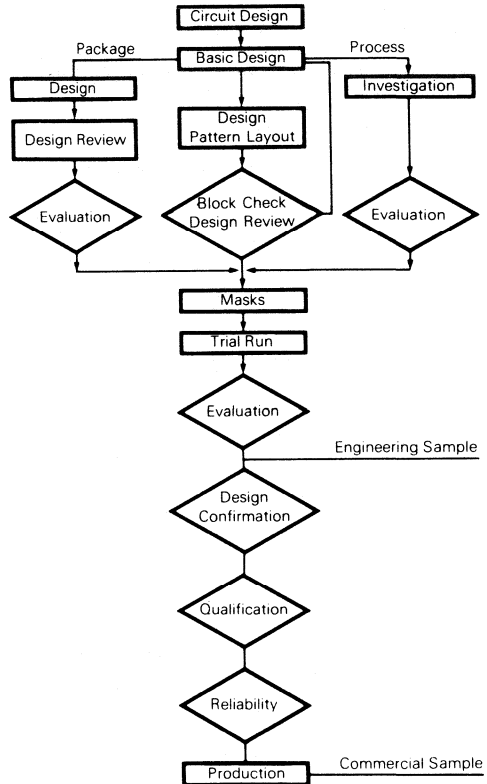 Circuit Design
Package
Basic Design
Process
Design
Investigation
Design Review
Design
Pattern Layout
Evaluation
Block Check
Design Review
Evaluation
Masks
Trial Run
Evaluation
Engineering Sample
Design
Confirmation
Qualification
Reliability
Production
Commercial Sample